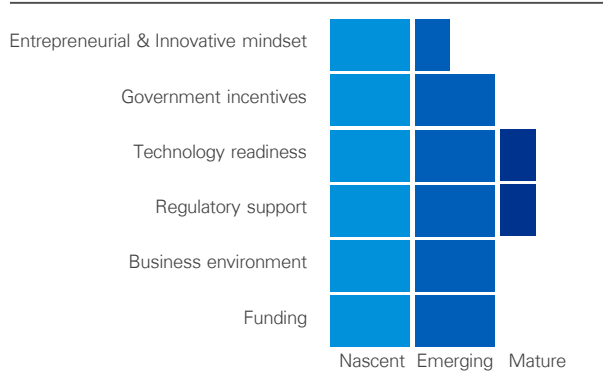 Entrepreneurial & Innovative mindset
Government incentives
Technology readiness
Regulatory support
Business environment
Funding
Nascent Emerging Mature